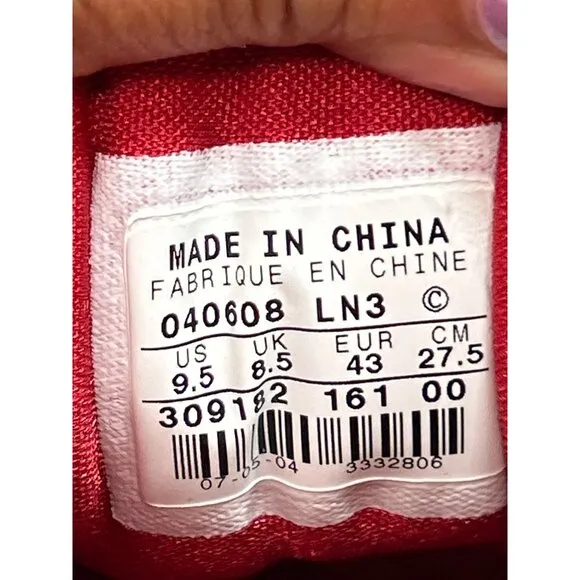 MADE IN CHINA
FABRIQUE EN CHINE
040608 LN3 ©
US UK EUR CM
9.5 8.5 43 27.5
309182 161 00
07-05-04 3332806